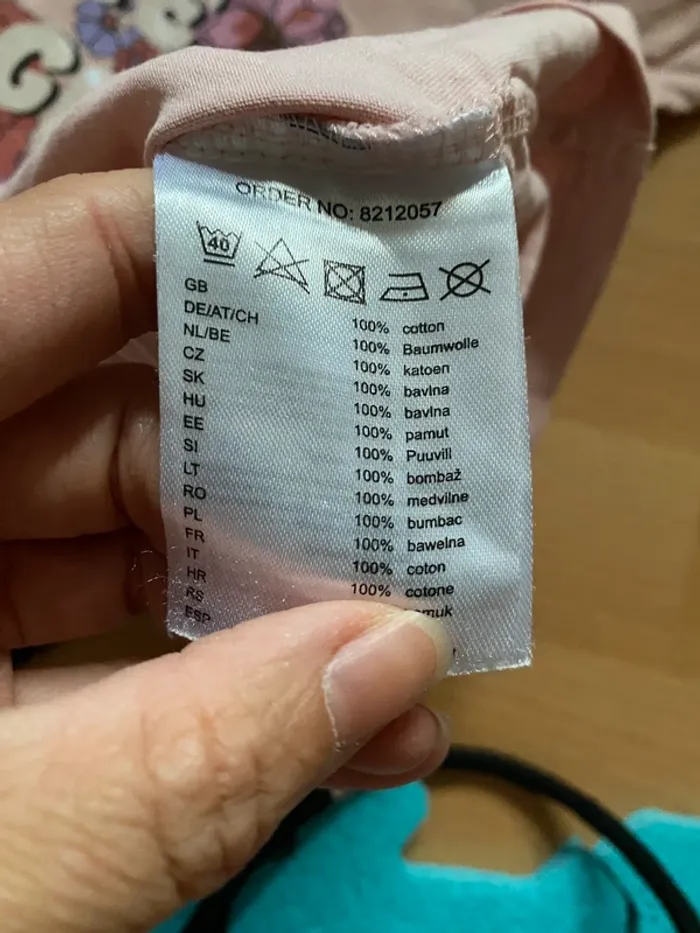 ORDER NO: 8212057
40
GB 100% cotton
DE/AT/CH 100% Baumwolle
NL/BE 100% katoen
CZ 100% bavlna
SK 100% bavlna
HU 100% pamut
EE 100% Puuvill
SI 100% bombaž
LT 100% medvilne
RO 100% bumbac
PL 100% bawelna
FR 100% coton
IT 100% cotone
HR
RS
ESP